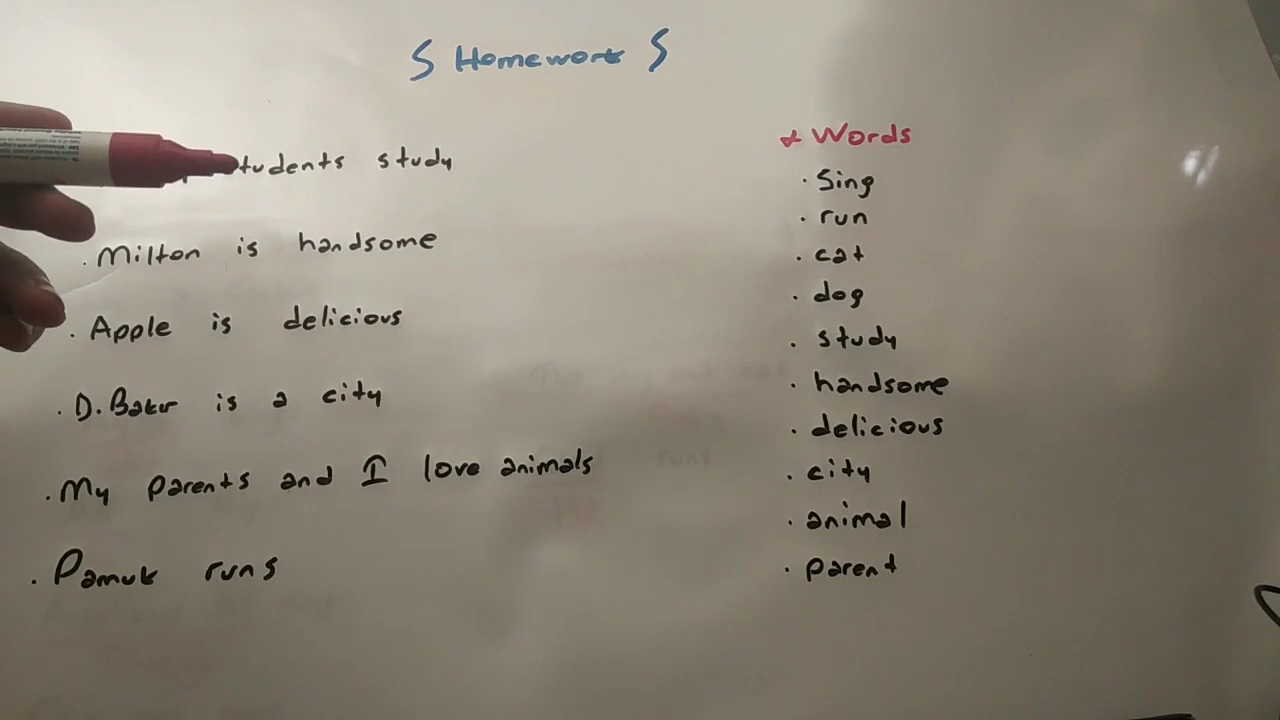 Homework
students study
. Milton is handsome
. Apple is delicious
. D. Bakır is a city
. My parents and I love animals
. Pamuk runs
+ Words
. Sing
. run
. cat
. dog
. study
. handsome
. delicious
. city
. animal
. parent